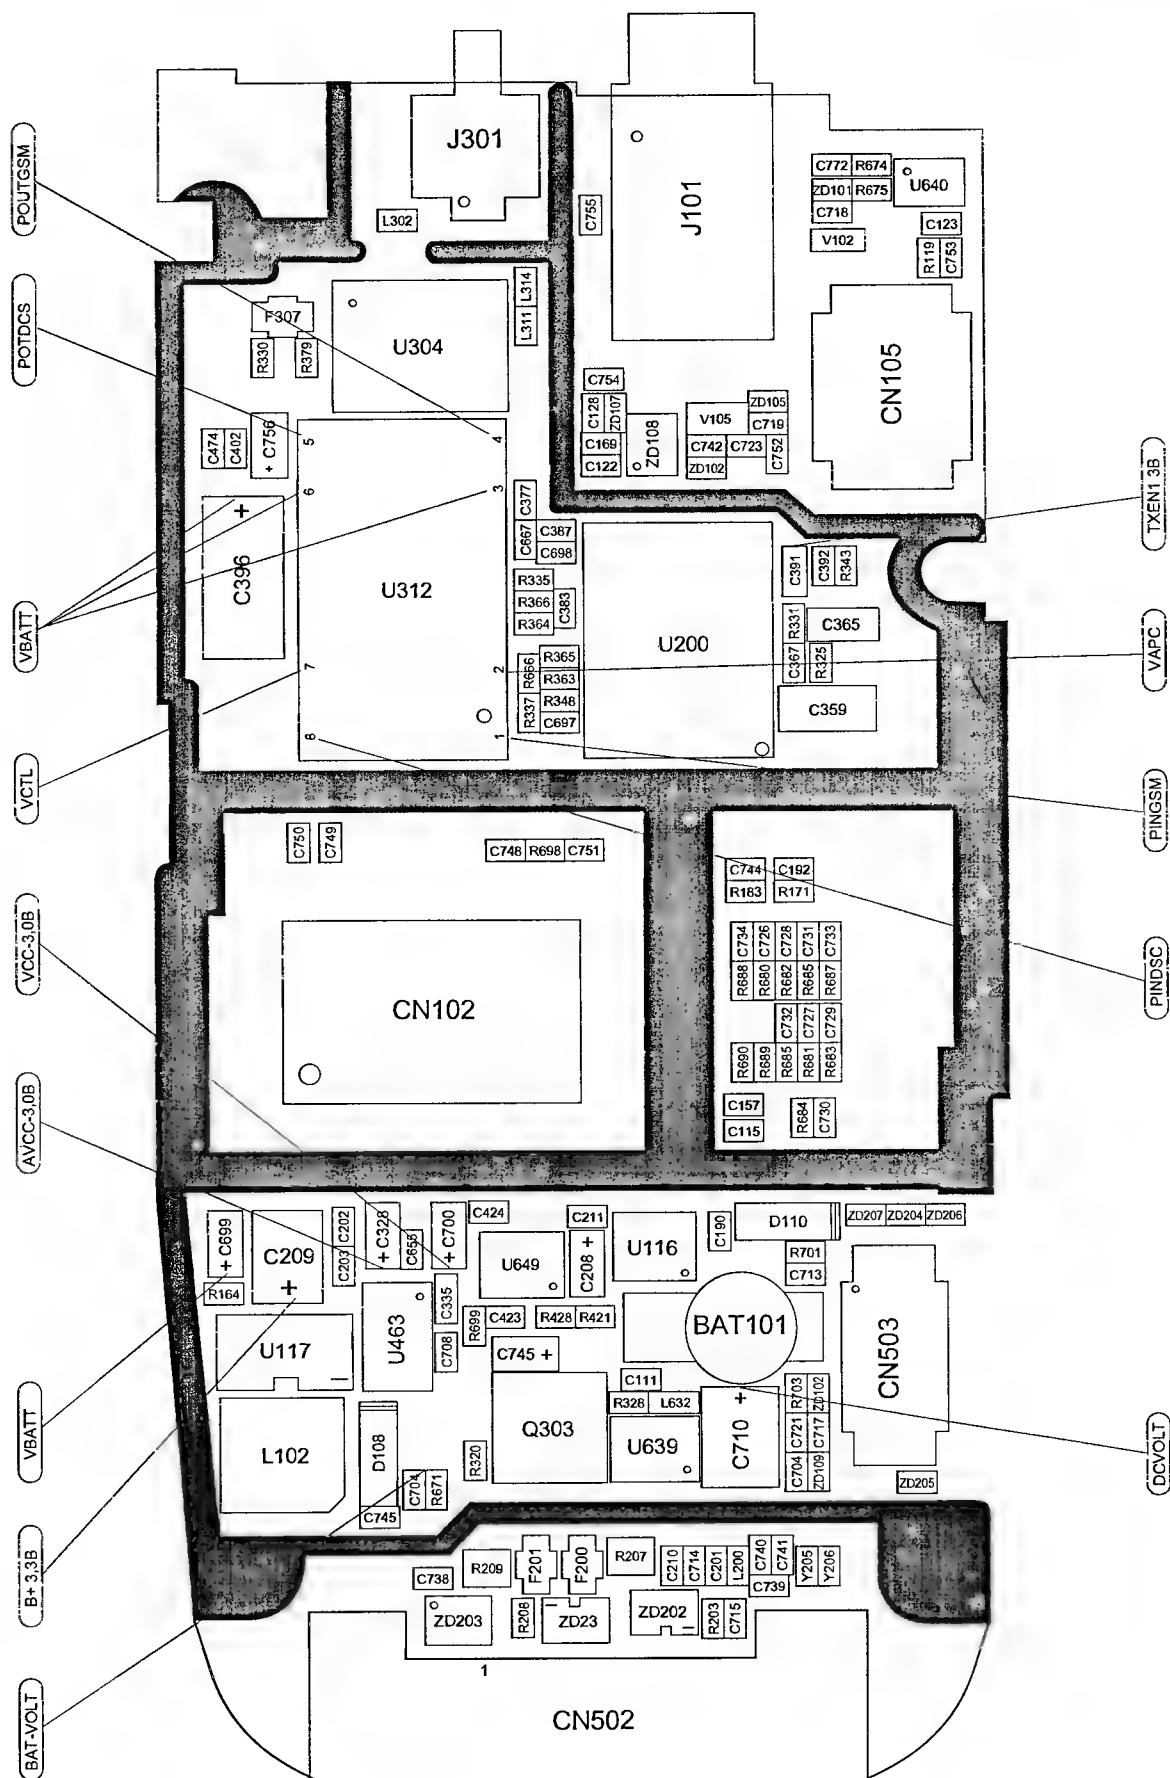 POUTGSM
POTDCS
VBATT
VCTL
VCC-3,0B
AVCC-3,0B
VBATT
B+ 3,3B
BAT-VOLT
TXEN1 3B
VAPC
PINGSM
PINDSC
DCVOLT
J301
L302
C755
J101
C772 R674
ZD101 R675
C718
U640
V102
C123
R119
C753
F307
R330
R379
U304
L314
L311
CN105
C754
C128
ZD107
C169
C122
ZD108
V105
ZD105
C719
C742 C723
ZD102
C752
C474
C402
+ C756
C396 +
5
4
6
3
U312
7
2
8
1
C377
C667
C387
C698
R335
R366
R364
C383
R666
R337
R365
R363
R348
C697
U200
C391
C392
R343
R331
C367
R325
C365
C359
C750
C749
C748 R698 C751
CN102
C744
R183
C192
R171
C734
C726
C728
C731
C733
R688
R680
R682
R685
R687
C732
C727
C729
R690
R689
R685
R681
R683
C157
C115
R684
C730
+ C699
R164
C209
+
C202
C203
+ C328
C655
+ C700
C424
C211
C208 +
U649
U116
C190
D110
ZD207 ZD204 ZD206
R701
C713
U117
U463
C335
C708
R699
C423
R428 R421
BAT101
CN503
C745 +
C111
R328 L632
L102
D108
C745
C704
R671
R320
Q303
U639
C710 +
R703
ZD102
C721
C717
C704
ZD109
ZD205
C738
R209
F201
F200
R207
C210
C714
C201
L200
C740
C741
C739
Y205
Y206
ZD203
R208
ZD23
ZD202
R203
C715
1
CN502